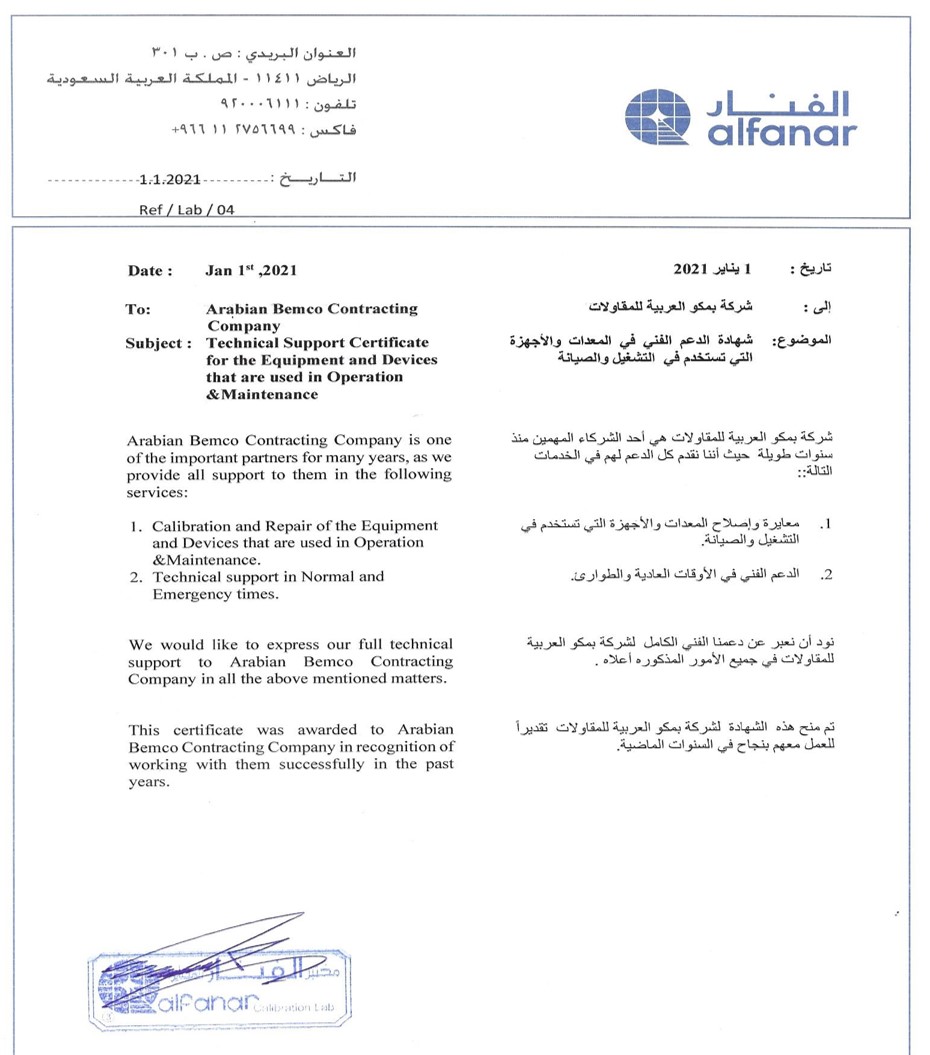 العنوان البريدي : ص . ب ٣٠١
الرياض ١١٤١١ - المملكة العربية السعودية
تلفون : ٩٢٠٠٠٦١١١
فاكس : ٢٧٥٦٦٩٩ ١١ ٩٦٦+
التـــاريـــخ :-----------1.1.2021--------------
Ref / Lab / 04
الفنار
alfanar
Date : Jan 1st ,2021
To: Arabian Bemco Contracting
Company
Subject : Technical Support Certificate
for the Equipment and Devices
that are used in Operation
&Maintenance
Arabian Bemco Contracting Company is one
of the important partners for many years, as we
provide all support to them in the following
services:
1. Calibration and Repair of the Equipment
and Devices that are used in Operation
&Maintenance.
2. Technical support in Normal and
Emergency times.
We would like to express our full technical
support to Arabian Bemco Contracting
Company in all the above mentioned matters.
This certificate was awarded to Arabian
Bemco Contracting Company in recognition of
working with them successfully in the past
years.
تاريخ : 1 يناير 2021
إلى : شركة بمكو العربية للمقاولات
الموضوع: شهادة الدعم الفني في المعدات والأجهزة
التي تستخدم في التشغيل والصيانة
شركة بمكو العربية للمقاولات هي أحد الشركاء المهمين منذ
سنوات طويلة حيث أننا نقدم كل الدعم لهم في الخدمات
التالة::
1. معايرة وإصلاح المعدات والأجهزة التي تستخدم في
التشغيل والصيانة.
2. الدعم الفني في الأوقات العادية والطوارئ.
نود أن نعبر عن دعمنا الفني الكامل لشركة بمكو العربية
للمقاولات في جميع الأمور المذكوره أعلاه .
تم منح هذه الشهادة لشركة بمكو العربية للمقاولات تقديراً
للعمل معهم بنجاح في السنوات الماضية.
مختبر الفنار
alfanar Calibration Lab.